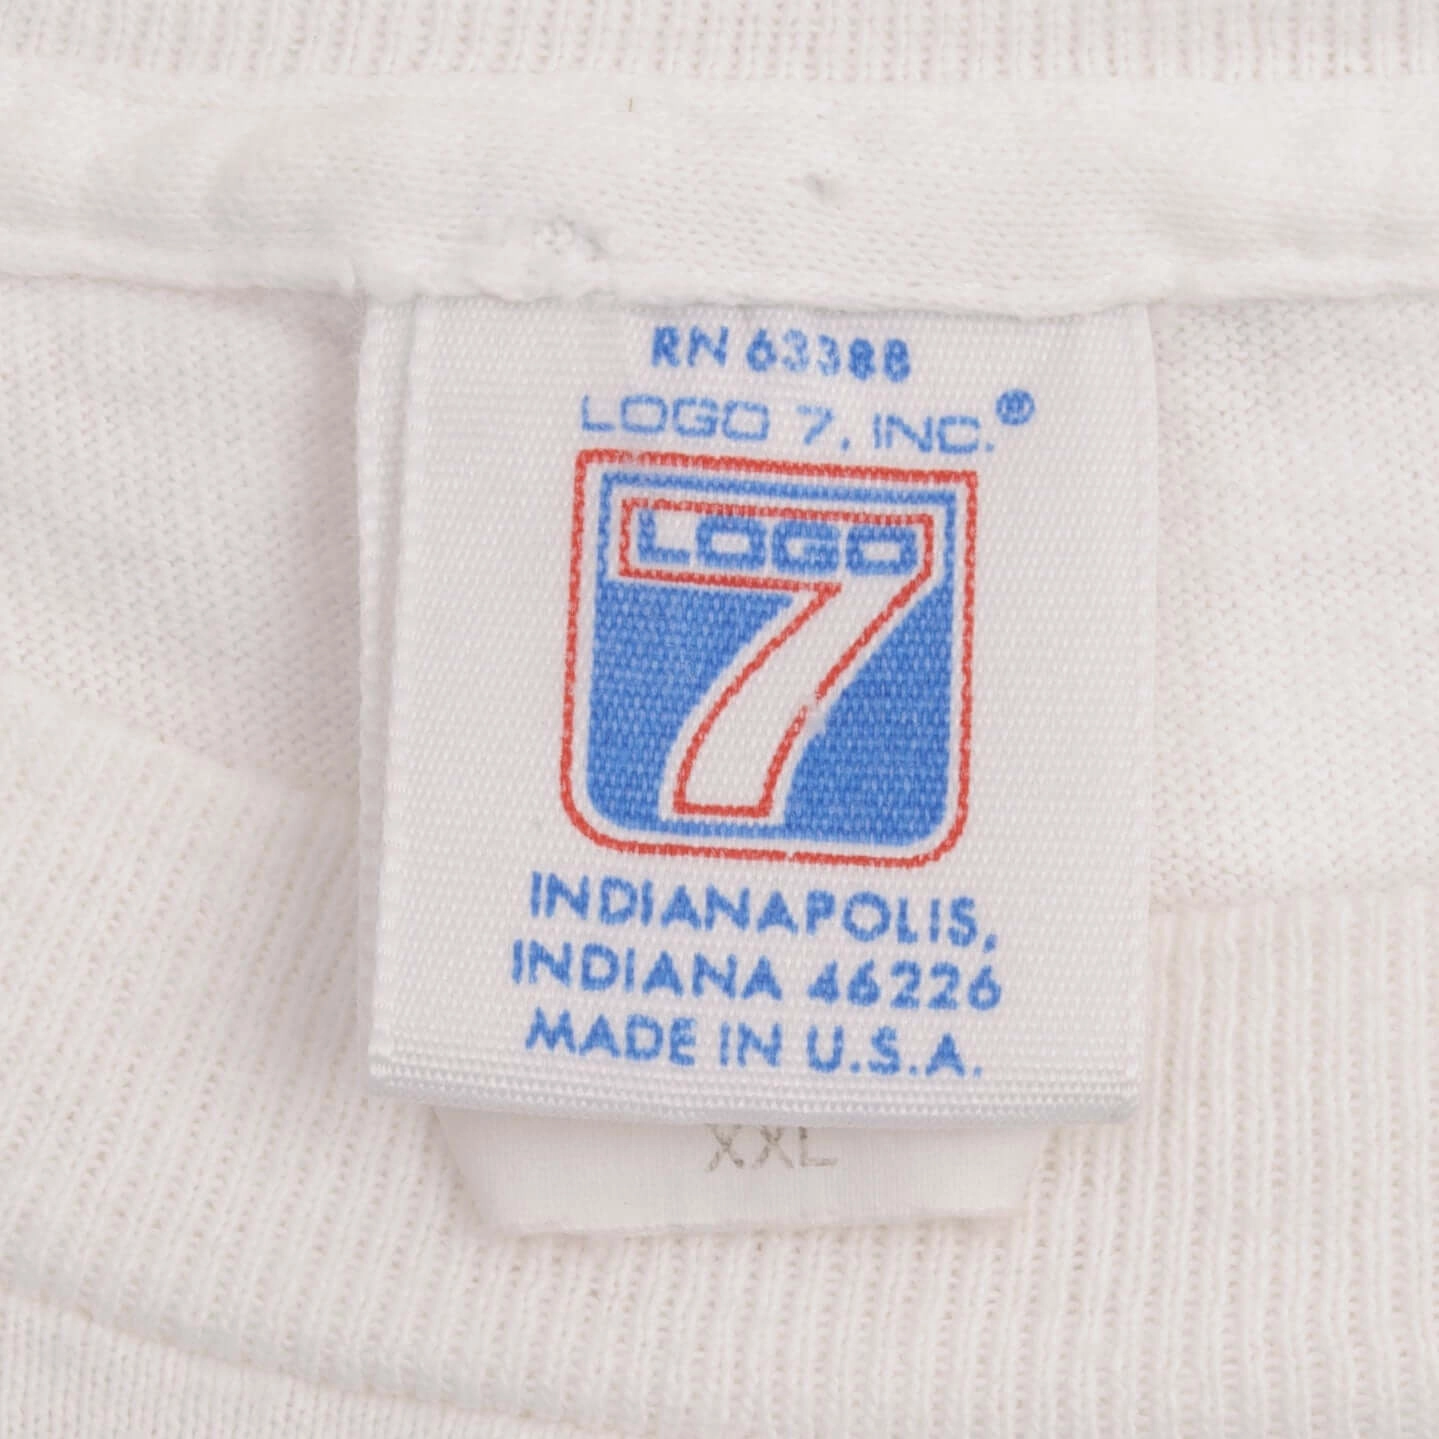 RN 63388
LOGO 7, INC.®
LOGO
7
INDIANAPOLIS,
INDIANA 46226
MADE IN U.S.A.
XXL